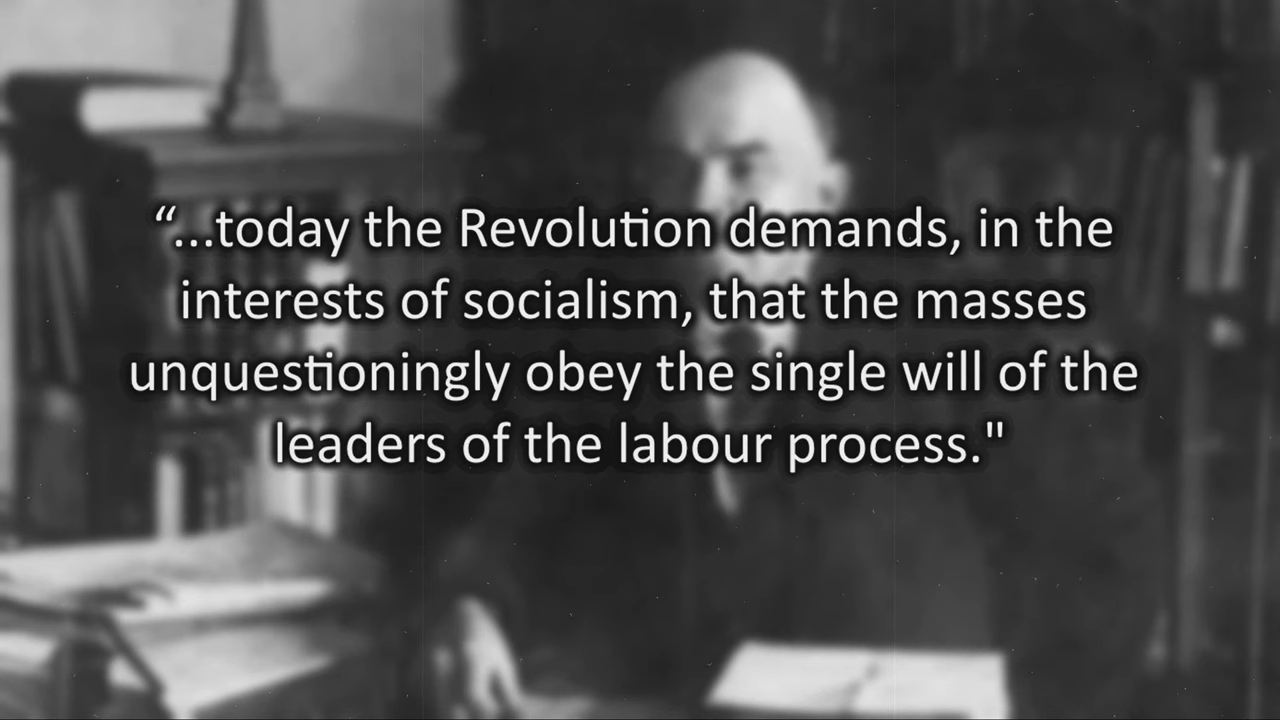 “...today the Revolution demands, in the
interests of socialism, that the masses
unquestioningly obey the single will of the
leaders of the labour process."